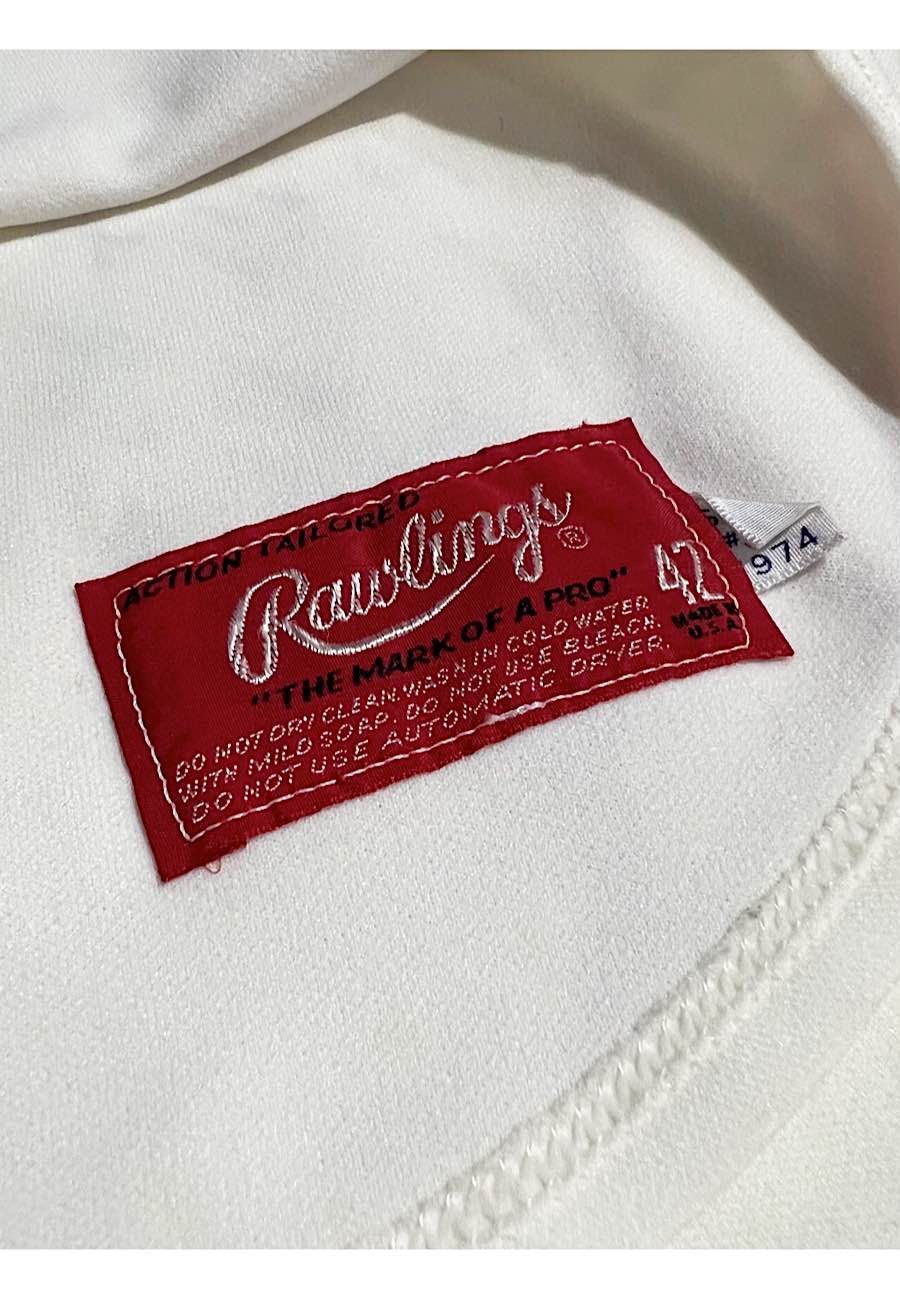 ACTION TAILORED
Rawlings®
"THE MARK OF A PRO"
42
MADE IN
U.S.A.
DO NOT DRY CLEAN. WASH IN COLD WATER
WITH MILD SOAP. DO NOT USE BLEACH.
DO NOT USE AUTOMATIC DRYER.
#
974